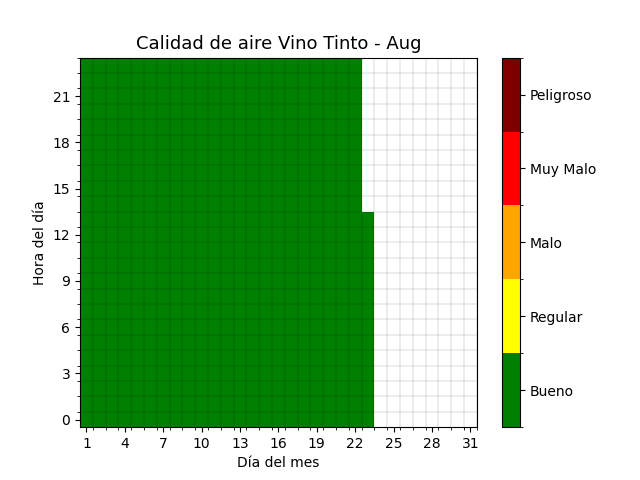 Calidad de aire Vino Tinto - Aug
Hora del día
21
18
15
12
9
6
3
0
1 4 7 10 13 16 19 22 25 28 31
Día del mes
Peligroso
Muy Malo
Malo
Regular
Bueno